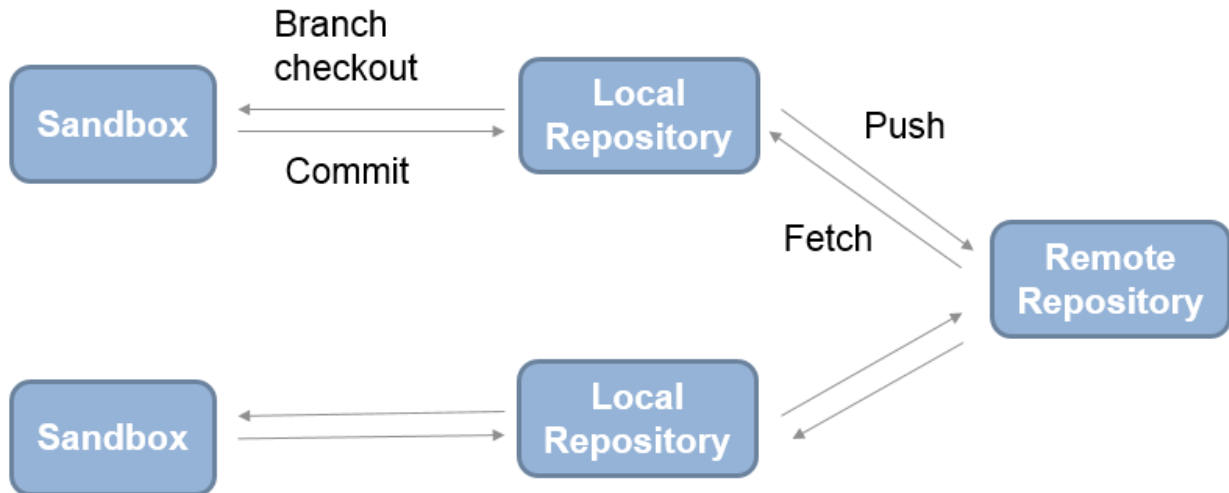 Branch
checkout
Sandbox
Local
Repository
Commit
Push
Fetch
Remote
Repository
Sandbox
Local
Repository